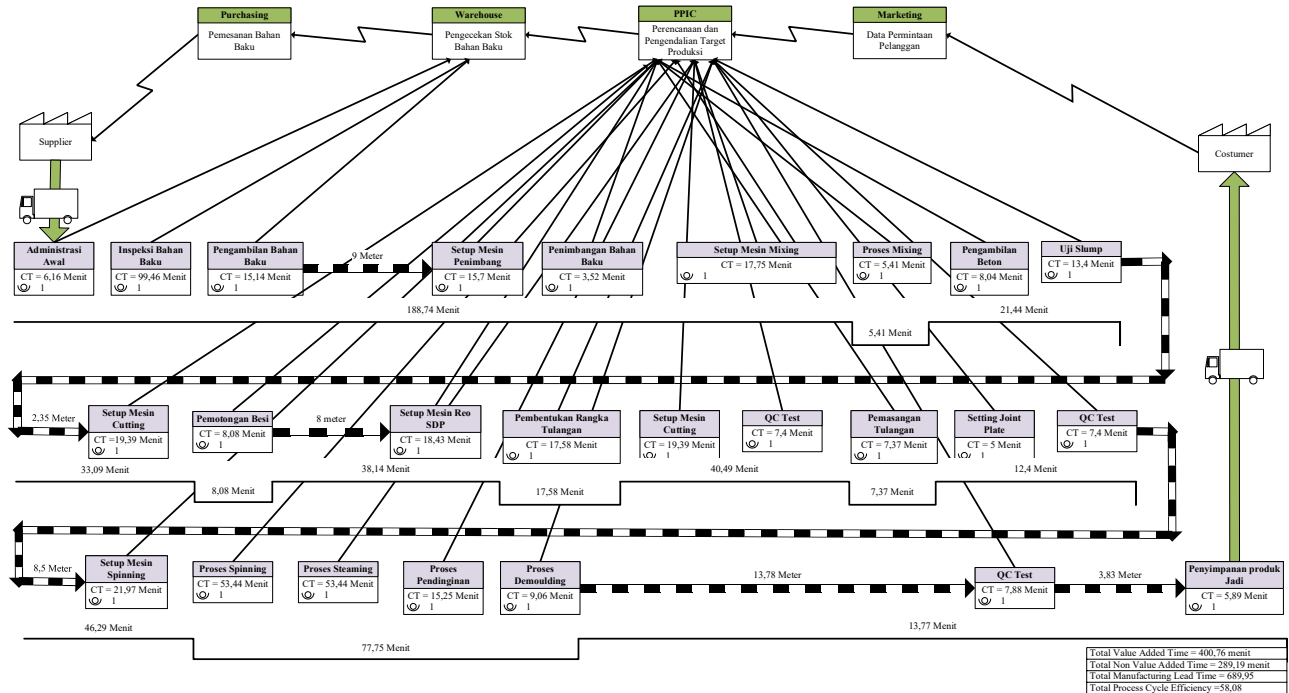 Purchasing
Pemesanan Bahan
Baku
Warehouse
Pengecekan Stok
Bahan Baku
PPIC
Perencanaan dan
Pengendalian Target
Produksi
Marketing
Data Permintaan
Pelanggan
Supplier
Costumer
Administrasi
Awal
CT = 6,16 Menit
1
Inspeksi Bahan
Baku
CT = 99,46 Menit
1
Pengambilan Bahan
Baku
CT = 15,14 Menit
1
9 Meter
Setup Mesin
Penimbang
CT = 15,7 Menit
1
Penimbangan Bahan
Baku
CT = 3,52 Menit
1
Setup Mesin Mixing
CT = 17,75 Menit
1
Proses Mixing
CT = 5,41 Menit
1
Pengambilan
Beton
CT = 8,04 Menit
1
Uji Slump
CT = 13,4 Menit
1
188,74 Menit
5,41 Menit
21,44 Menit
2,35 Meter
Setup Mesin
Cutting
CT =19,39 Menit
1
Pemotongan Besi
CT = 8,08 Menit
1
8 meter
Setup Mesin Reo
SDP
CT = 18,43 Menit
1
Pembentukan Rangka
Tulangan
CT = 17,58 Menit
1
Setup Mesin
Cutting
CT = 19,39 Menit
1
QC Test
CT = 7,4 Menit
1
Pemasangan
Tulangan
CT = 7,37 Menit
1
Setting Joint
Plate
CT = 5 Menit
1
QC Test
CT = 7,4 Menit
1
33,09 Menit
8,08 Menit
38,14 Menit
17,58 Menit
40,49 Menit
7,37 Menit
12,4 Menit
8,5 Meter
Setup Mesin
Spinning
CT = 21,97 Menit
1
Proses Spinning
CT = 53,44 Menit
1
Proses Steaming
CT = 53,44 Menit
1
Proses
Pendinginan
CT = 15,25 Menit
1
Proses
Demoulding
CT = 9,06 Menit
1
13,78 Meter
QC Test
CT = 7,88 Menit
1
3,83 Meter
Penyimpanan produk
Jadi
CT = 5,89 Menit
1
46,29 Menit
77,75 Menit
13,77 Menit
Total Value Added Time = 400,76 menit
Total Non Value Added Time = 289,19 menit
Total Manufacturing Lead Time = 689,95
Total Process Cycle Efficiency =58,08